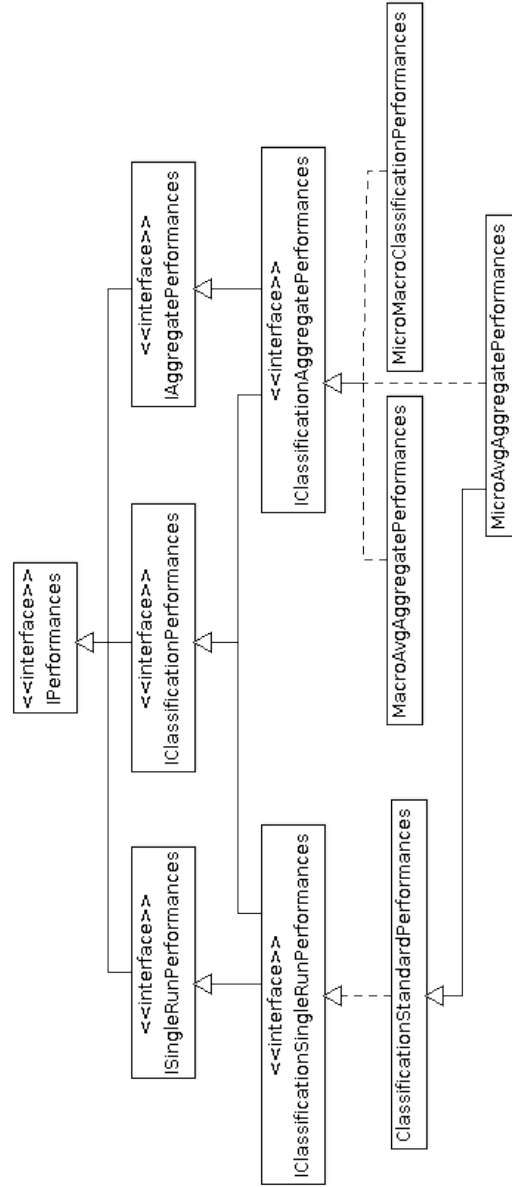 <<interface>>
IPerformances
<<interface>>
ISingleRunPerformances
<<interface>>
IClassificationPerformances
<<interface>>
IAggregatePerformances
<<interface>>
IClassificationSingleRunPerformances
<<interface>>
IClassificationAggregatePerformances
ClassificationStandardPerformances
MacroAvgAggregatePerformances
MicroMacroClassificationPerformances
MicroAvgAggregatePerformances